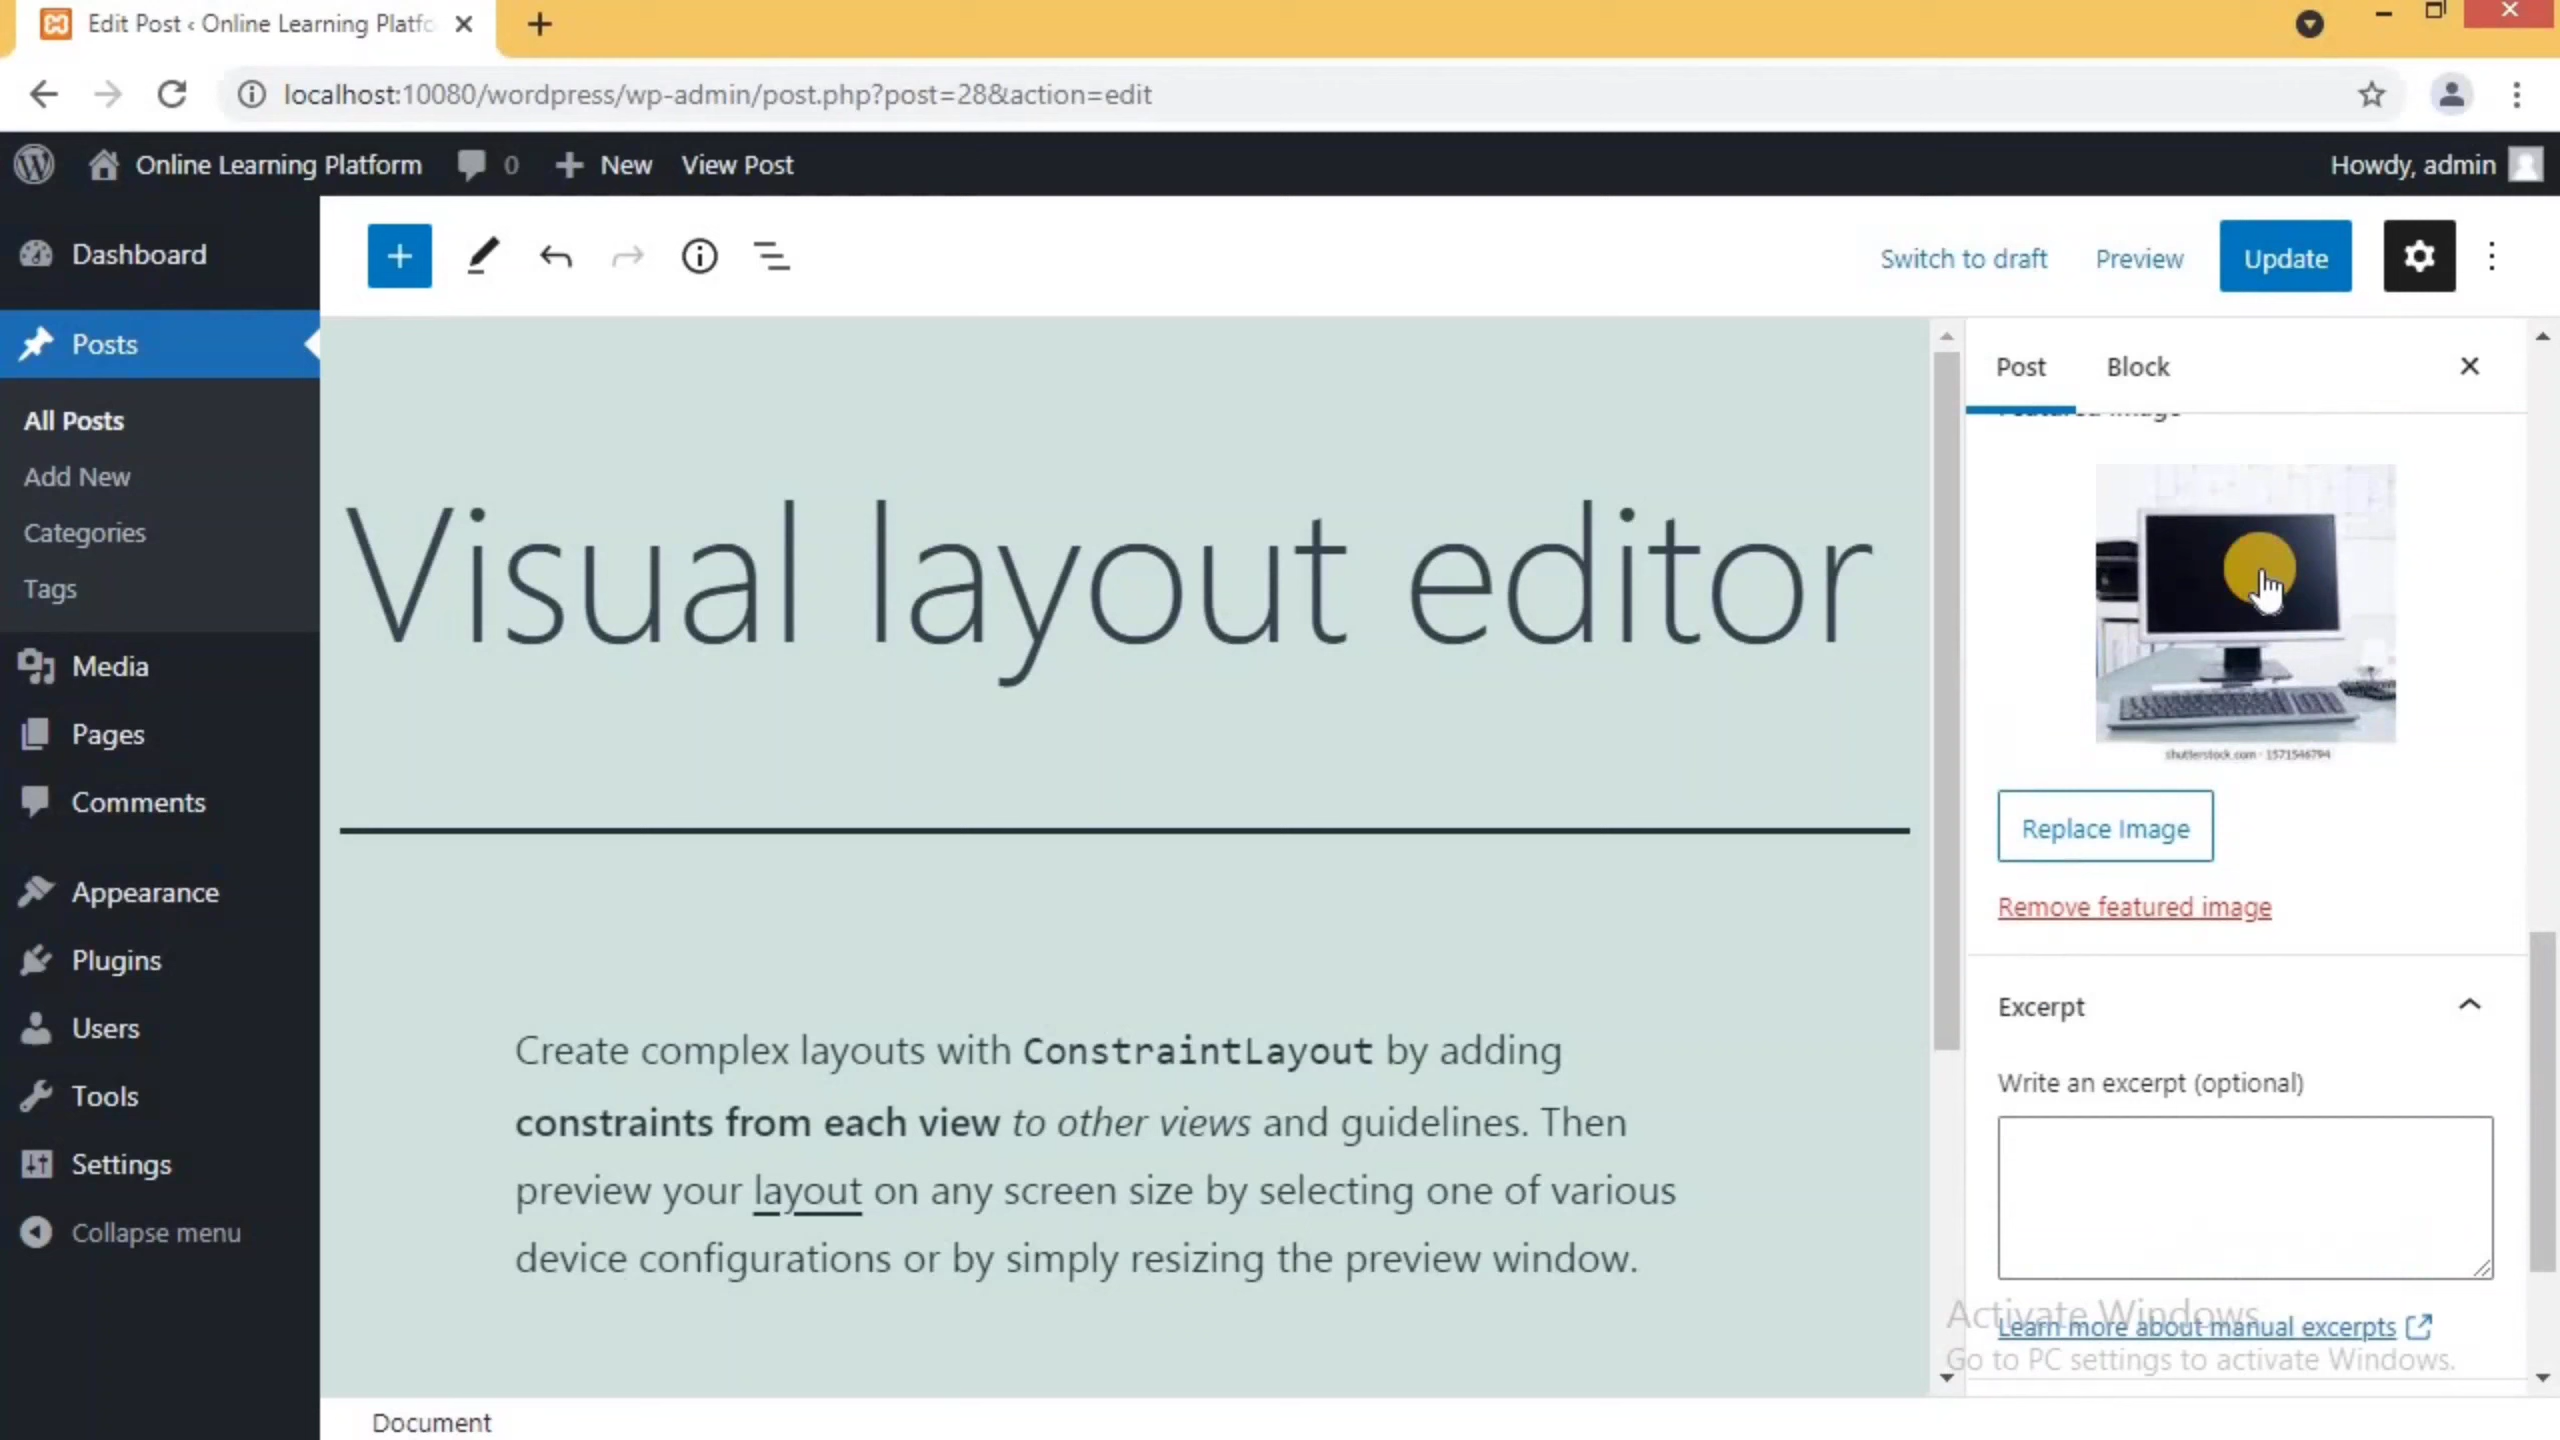 Edit Post ‹ Online Learning Platfo
localhost:10080/wordpress/wp-admin/post.php?post=28&action=edit
Online Learning Platform 0 New View Post Howdy, admin
Dashboard
Posts
All Posts
Add New
Categories
Tags
Media
Pages
Comments
Appearance
Plugins
Users
Tools
Settings
Collapse menu
Switch to draft Preview Update
Visual layout editor
Create complex layouts with ConstraintLayout by adding
constraints from each view to other views and guidelines. Then
preview your layout on any screen size by selecting one of various
device configurations or by simply resizing the preview window.
Post Block
Featured image
shutterstock.com · 1571546794
Replace Image
Remove featured image
Excerpt
Write an excerpt (optional)
Learn more about manual excerpts
Activate Windows
Go to PC settings to activate Windows.
Document